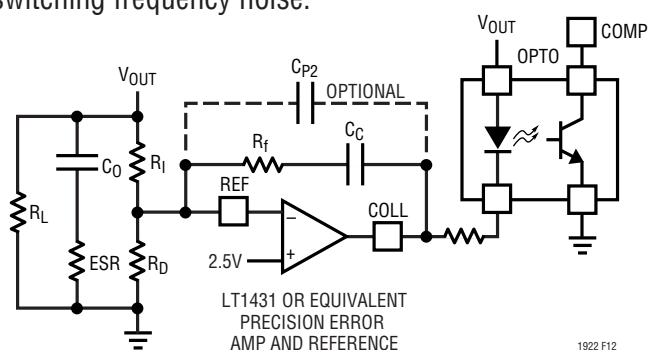 switching frequency noise.
VOUT
OPTO
COMP
VOUT
CP2
OPTIONAL
Rf
CC
CO
RI
REF
COLL
RL
–
+
ESR
RD
2.5V
LT1431 OR EQUIVALENT
PRECISION ERROR
AMP AND REFERENCE
1922 F12